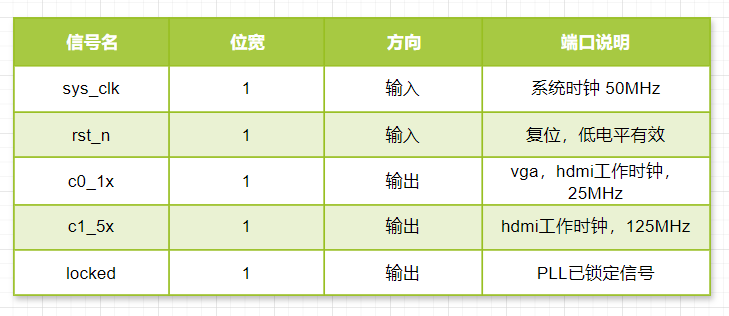 信号名 位宽 方向 端口说明
sys_clk 1 输入 系统时钟 50MHz
rst_n 1 输入 复位，低电平有效
c0_1x 1 输出 vga，hdmi工作时钟，
25MHz
c1_5x 1 输出 hdmi工作时钟，125MHz
locked 1 输出 PLL已锁定信号